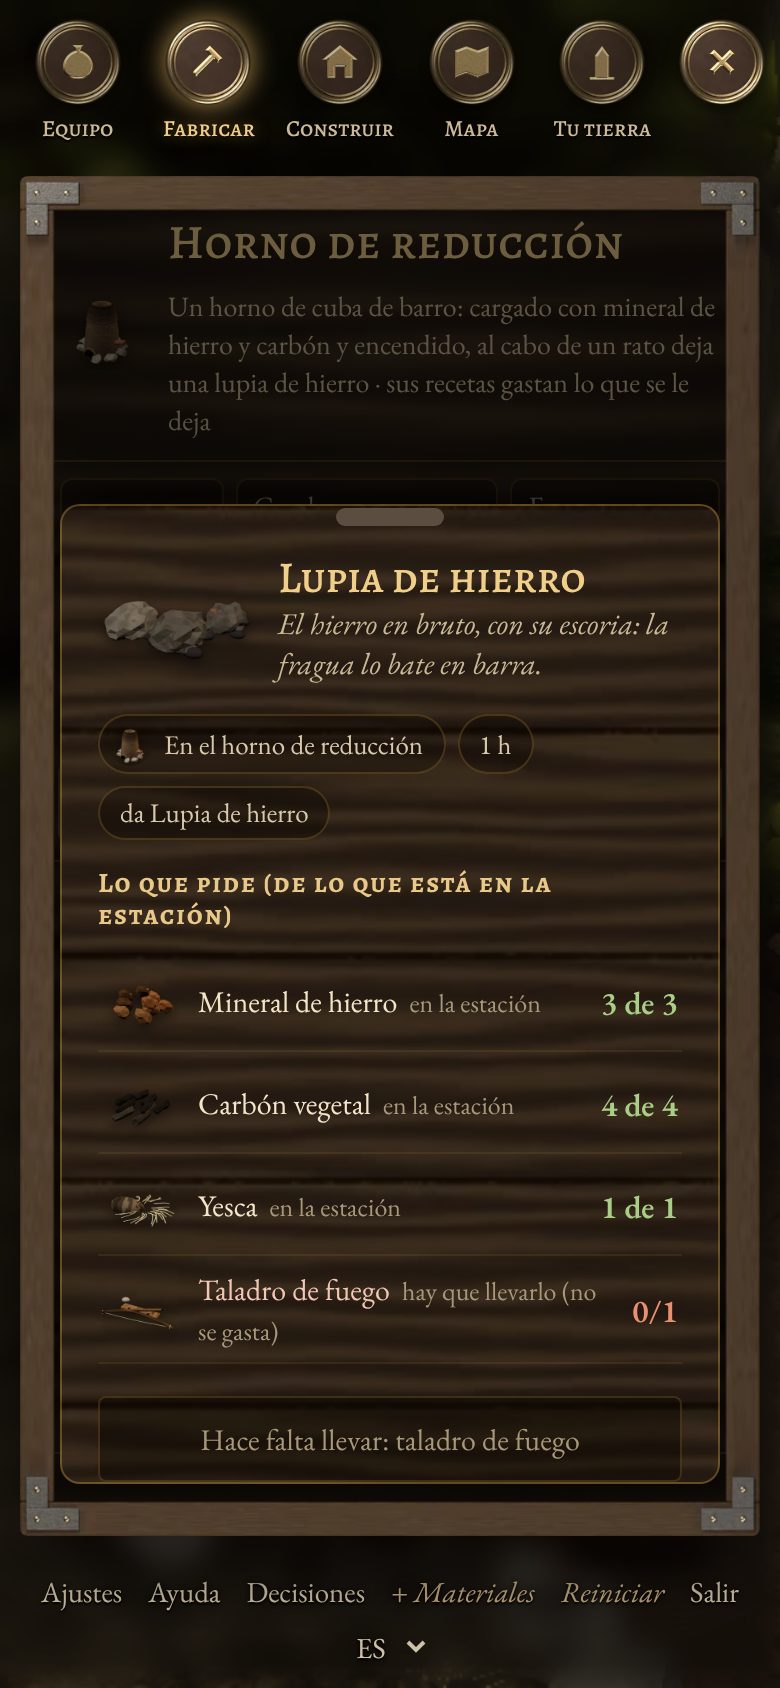 Equipo
Fabricar
Construir
Mapa
Tu tierra
Horno de reducción
Un horno de cuba de barro: cargado con mineral de
hierro y carbón y encendido, al cabo de un rato deja
una lupia de hierro · sus recetas gastan lo que se le
deja
Lupia de hierro
El hierro en bruto, con su escoria: la
fragua lo bate en barra.
En el horno de reducción
1 h
da Lupia de hierro
Lo que pide (de lo que está en la
estación)
Mineral de hierro en la estación 3 de 3
Carbón vegetal en la estación 4 de 4
Yesca en la estación 1 de 1
Taladro de fuego hay que llevarlo (no
se gasta) 0/1
Hace falta llevar: taladro de fuego
Ajustes Ayuda Decisiones + Materiales Reiniciar Salir
ES